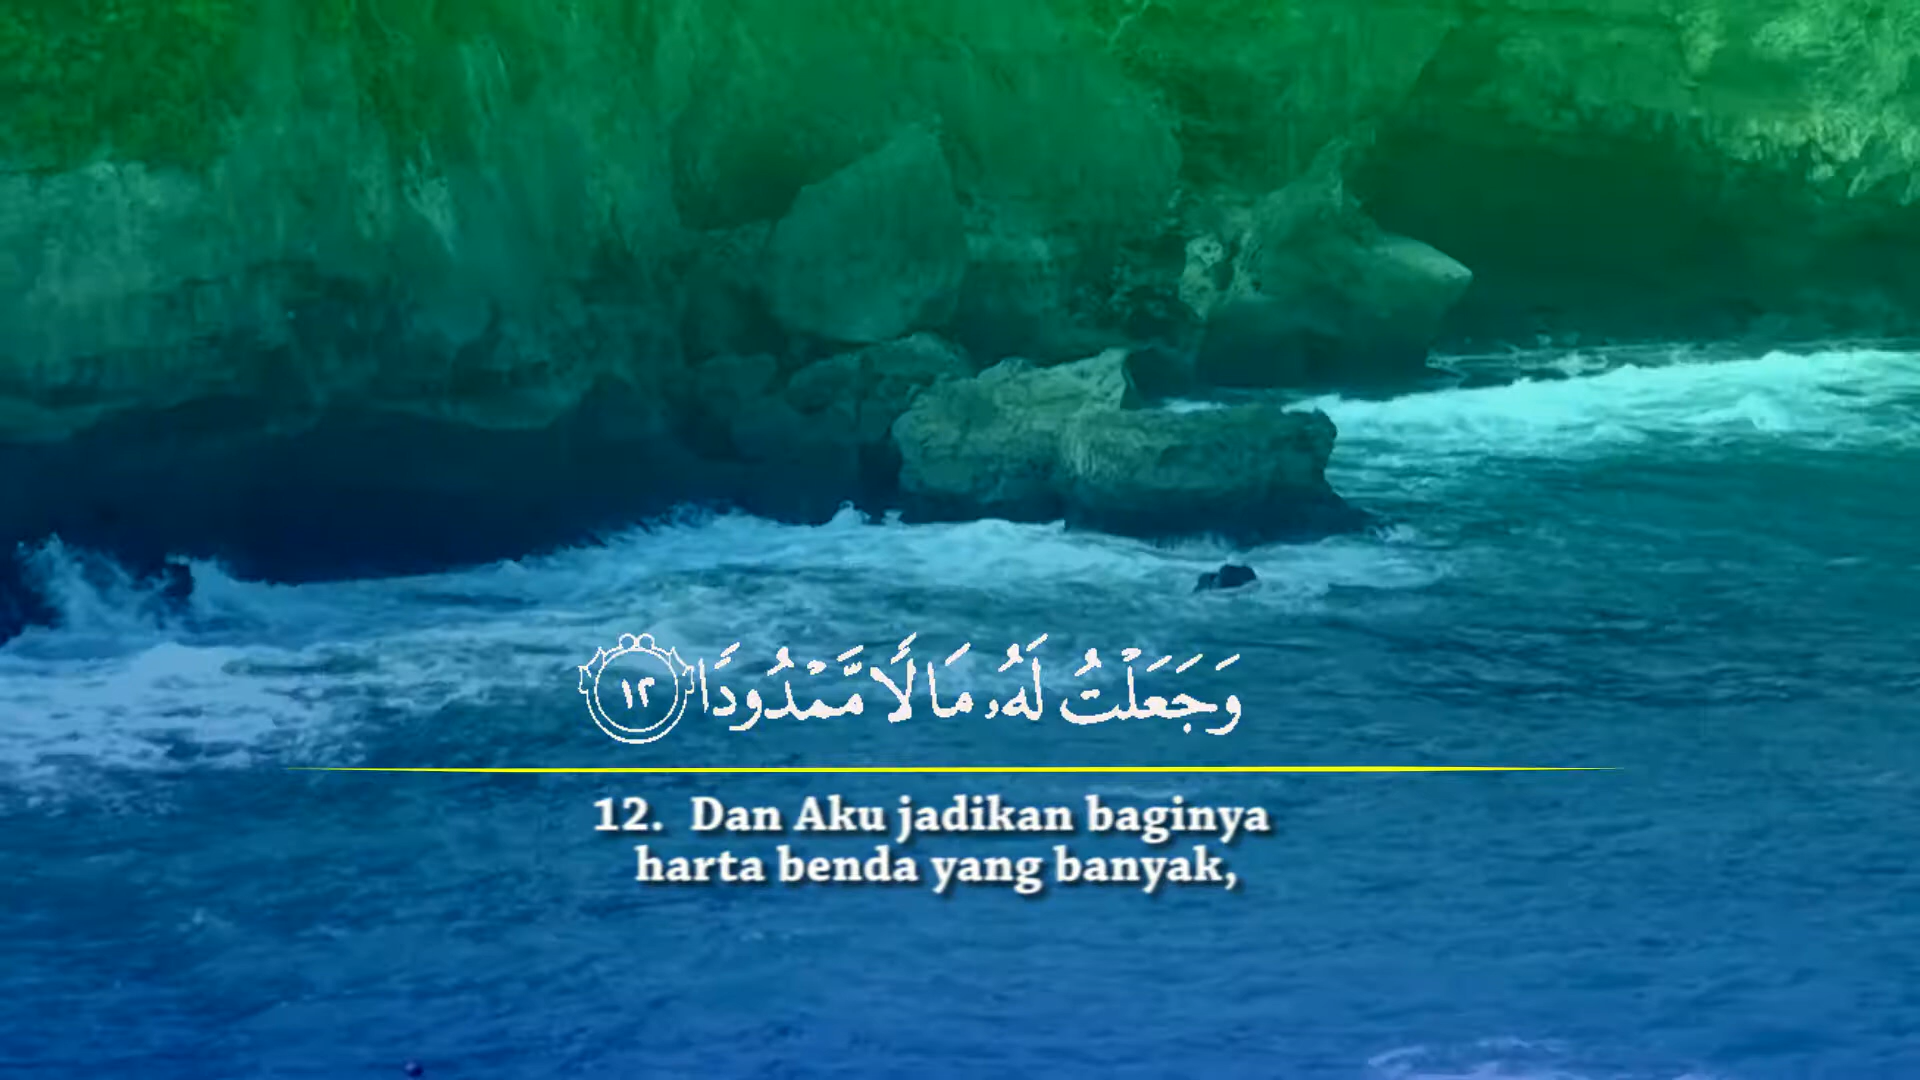 وَجَعَلْتُ لَهُۥ مَالًا مَّمْدُودًا ١٢
12. Dan Aku jadikan baginya
harta benda yang banyak,